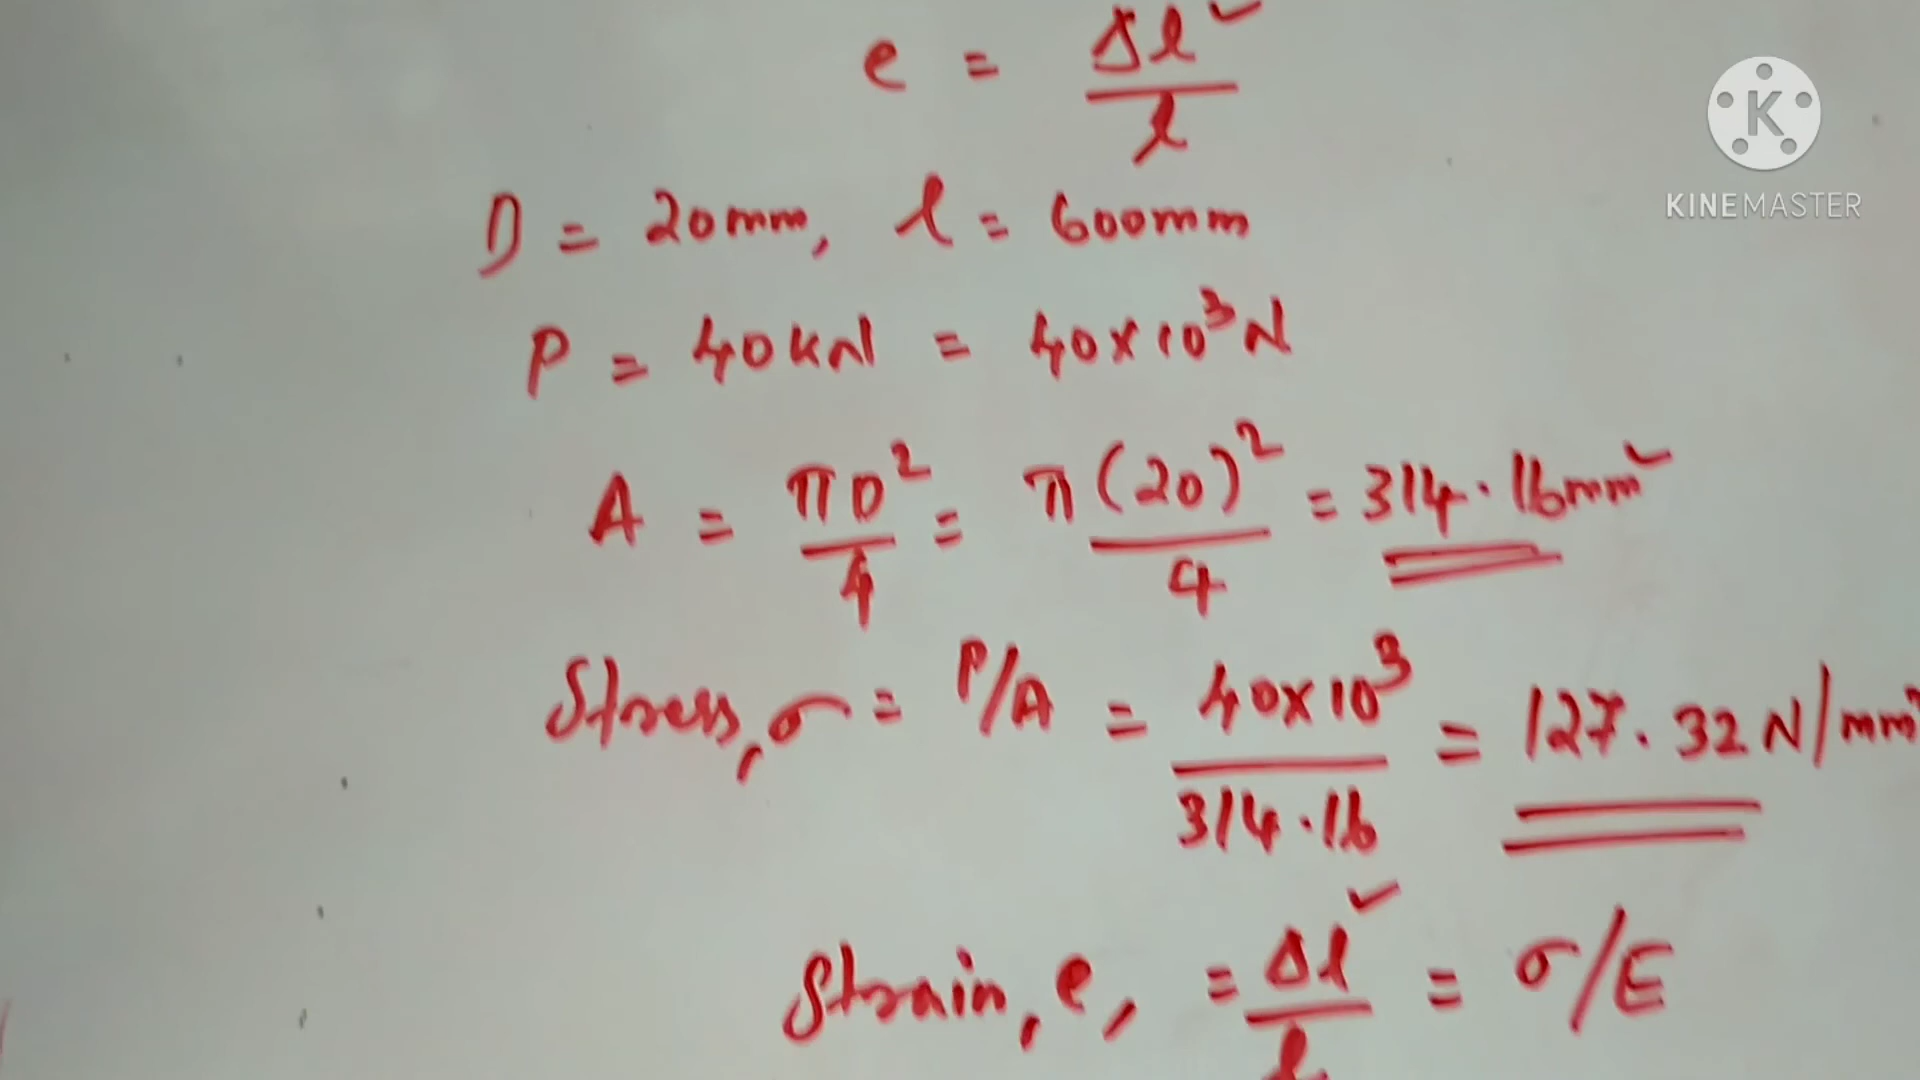 e = Δl / l
K
KINEMASTER
D = 20mm, l = 600mm
P = 40kN = 40×10³N
A = πD²/4 = π(20)²/4 = 314.16mm²
Stress, σ = P/A = 40×10³/314.16 = 127.32 N/mm²
Strain, e, = Δl/l = σ/E